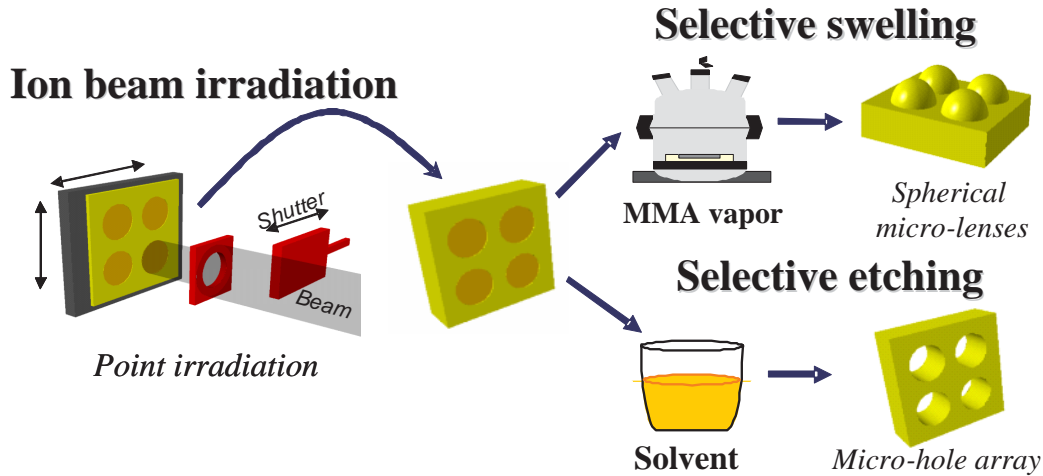 Ion beam irradiation
Shutter
Beam
Point irradiation
Selective swelling
MMA vapor
Spherical
micro-lenses
Selective etching
Solvent
Micro-hole array